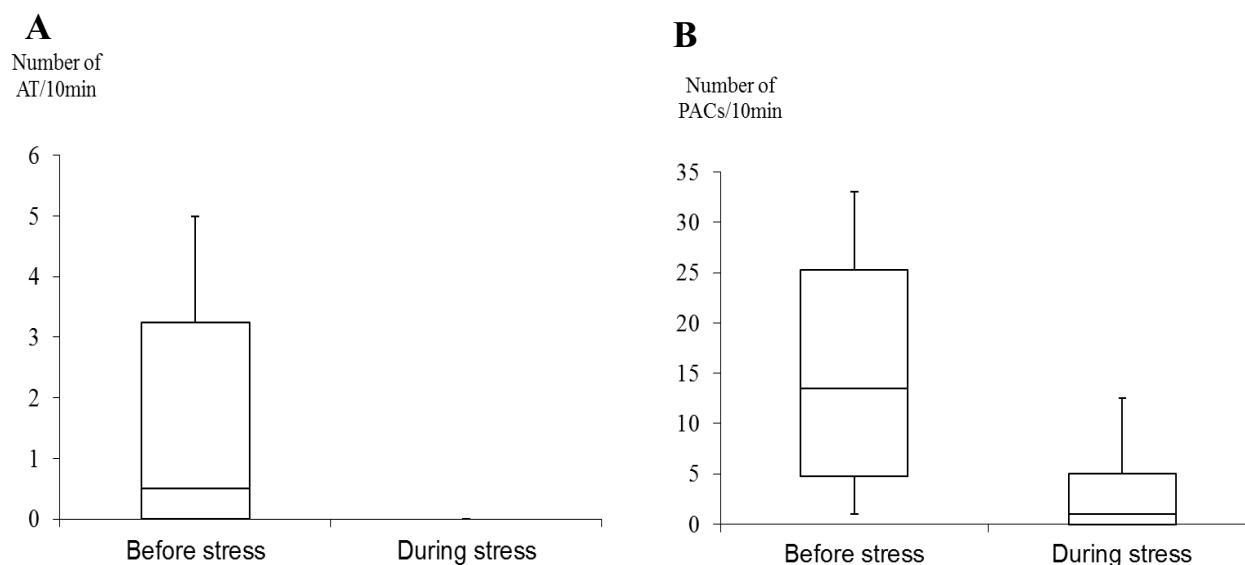 A
Number of
AT/10min
6
5
4
3
2
1
0
Before stress
During stress
B
Number of
PACs/10min
35
30
25
20
15
10
5
0
Before stress
During stress